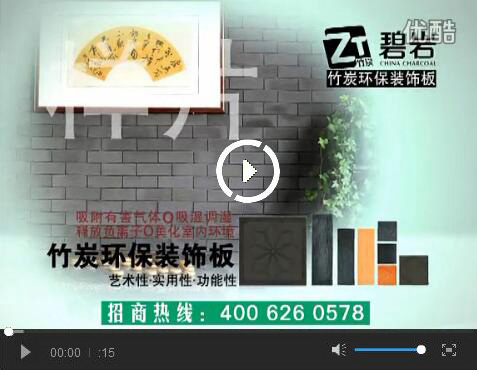 优酷
ZT 碧岩
竹炭
CHINA CHARCOAL
竹炭环保装饰板
样片
吸附有害气体O吸湿调湿
释放负离子O美化室内环境
竹炭环保装饰板
艺术性·实用性·功能性
招商热线：400 626 0578
00:00 :15